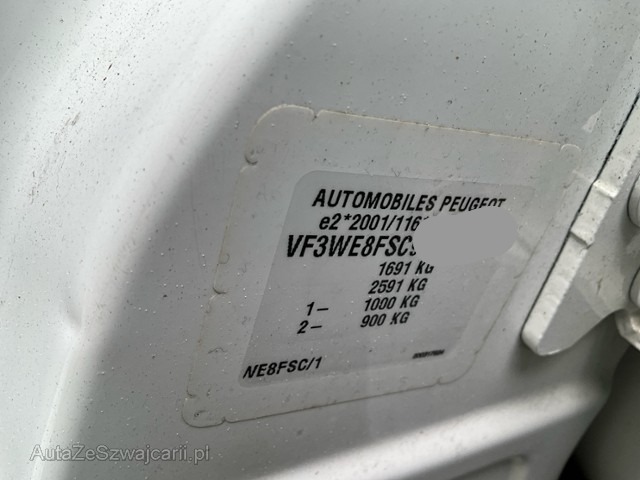 AUTOMOBILES PEUGEOT
e2*2001/116
VF3WE8FSC
1691 KG
2591 KG
1– 1000 KG
2– 900 KG
NE8FSC/1
AutaZeSzwajcarii.pl